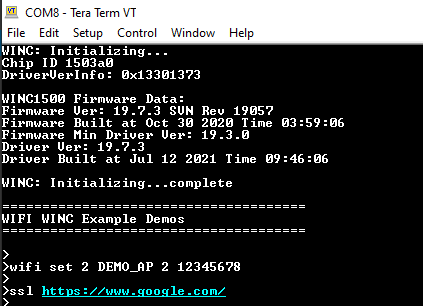 COM8 - Tera Term VT
File Edit Setup Control Window Help
WINC: Initializing...
Chip ID 1503a0
DriverVerInfo: 0x13301373
WINC1500 Firmware Data:
Firmware Ver: 19.7.3 SVN Rev 19057
Firmware Built at Oct 30 2020 Time 03:59:06
Firmware Min Driver Ver: 19.3.0
Driver Ver: 19.7.3
Driver Built at Jul 12 2021 Time 09:46:06
WINC: Initializing...complete
======================================
WIFI WINC Example Demos
======================================
>
>wifi set 2 DEMO_AP 2 12345678
>
>ssl https://www.google.com/